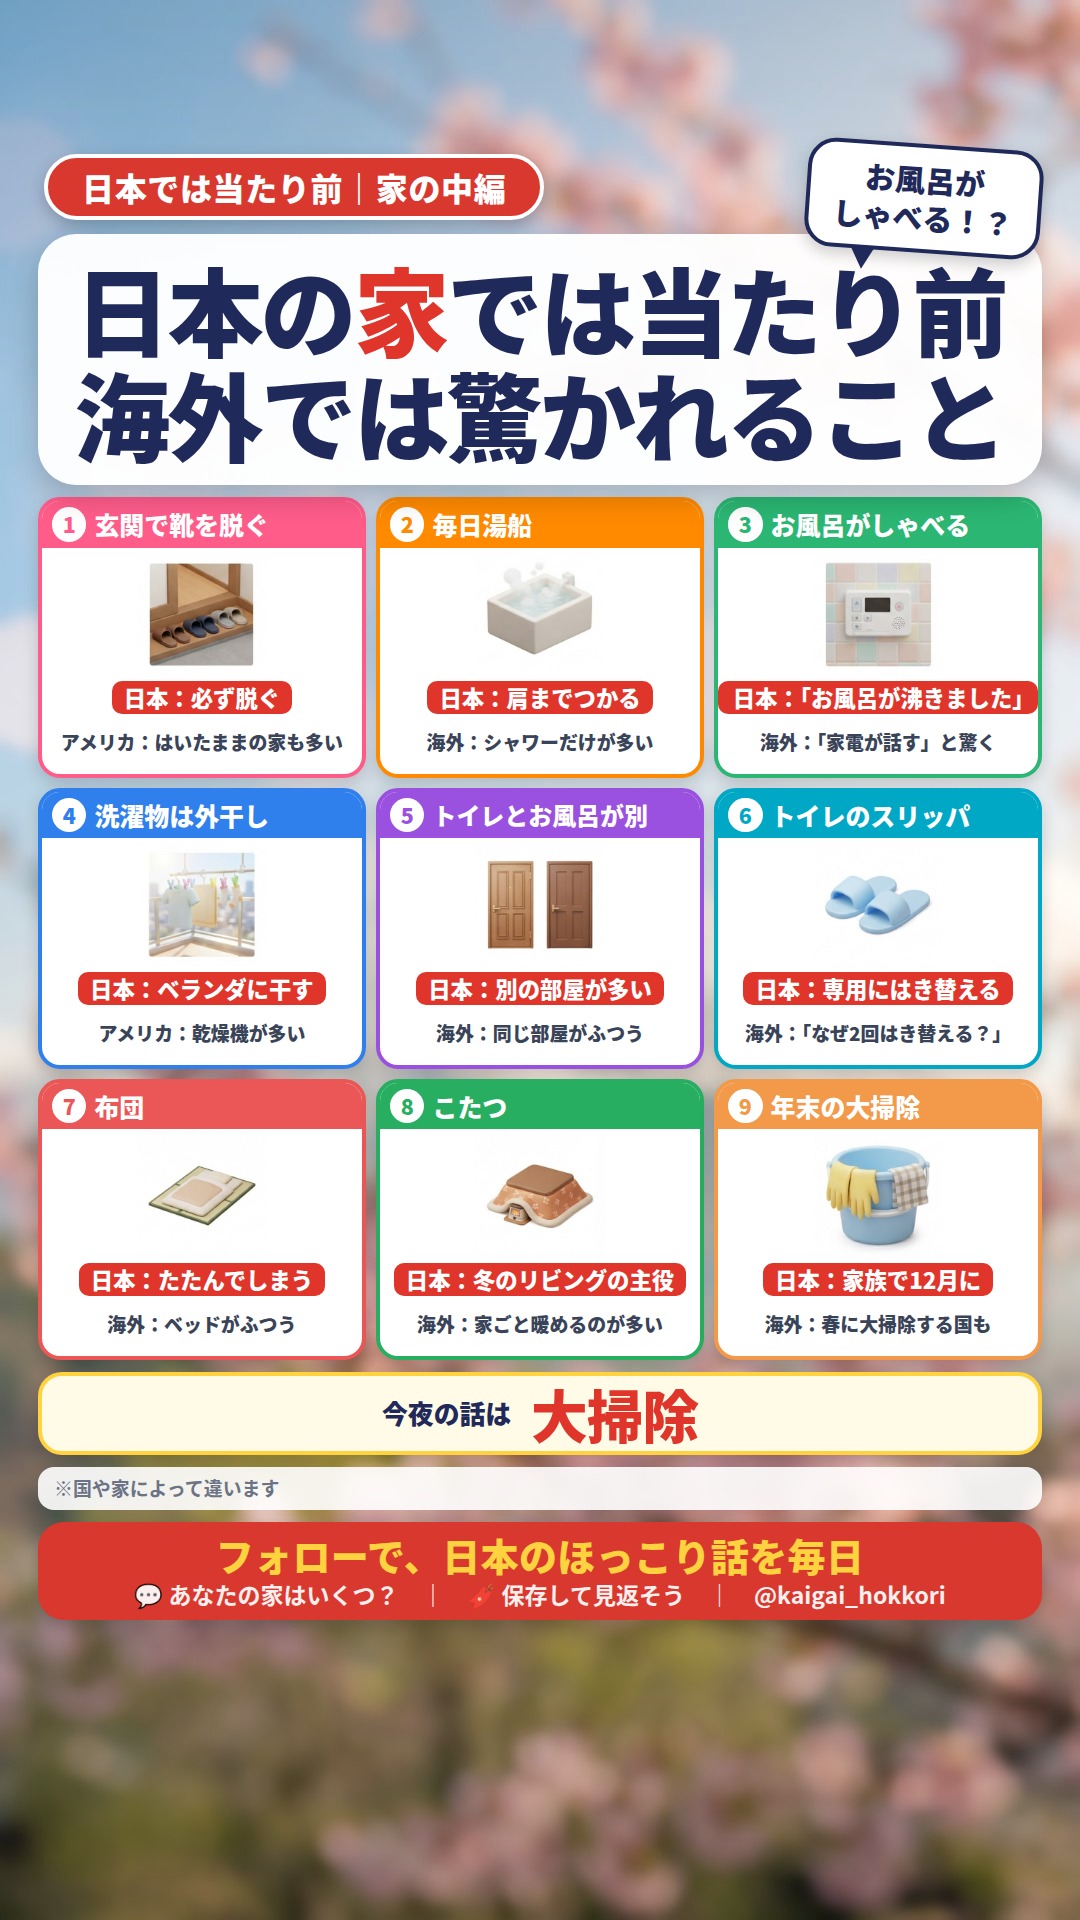 日本では当たり前｜家の中編
お風呂が
しゃべる！？
日本の家では当たり前
海外では驚かれること
1 玄関で靴を脱ぐ
日本：必ず脱ぐ
アメリカ：はいたままの家も多い
2 毎日湯船
日本：肩までつかる
海外：シャワーだけが多い
3 お風呂がしゃべる
日本：「お風呂が沸きました」
海外：「家電が話す」と驚く
4 洗濯物は外干し
日本：ベランダに干す
アメリカ：乾燥機が多い
5 トイレとお風呂が別
日本：別の部屋が多い
海外：同じ部屋がふつう
6 トイレのスリッパ
日本：専用にはき替える
海外：「なぜ2回はき替える？」
7 布団
日本：たたんでしまう
海外：ベッドがふつう
8 こたつ
日本：冬のリビングの主役
海外：家ごと暖めるのが多い
9 年末の大掃除
日本：家族で12月に
海外：春に大掃除する国も
今夜の話は 大掃除
※国や家によって違います
フォローで、日本のほっこり話を毎日
💬 あなたの家はいくつ？ ｜ 🔖 保存して見返そう ｜ @kaigai_hokkori